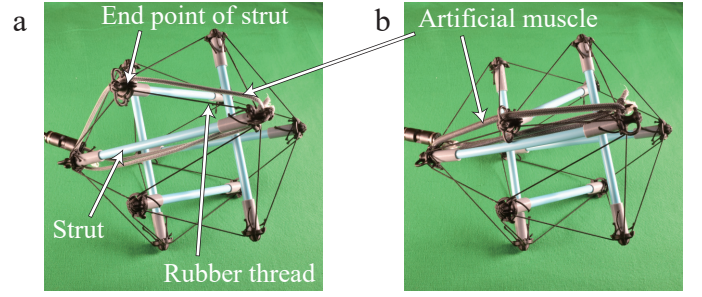 a
End point of strut
b
Artificial muscle
Strut
Rubber thread